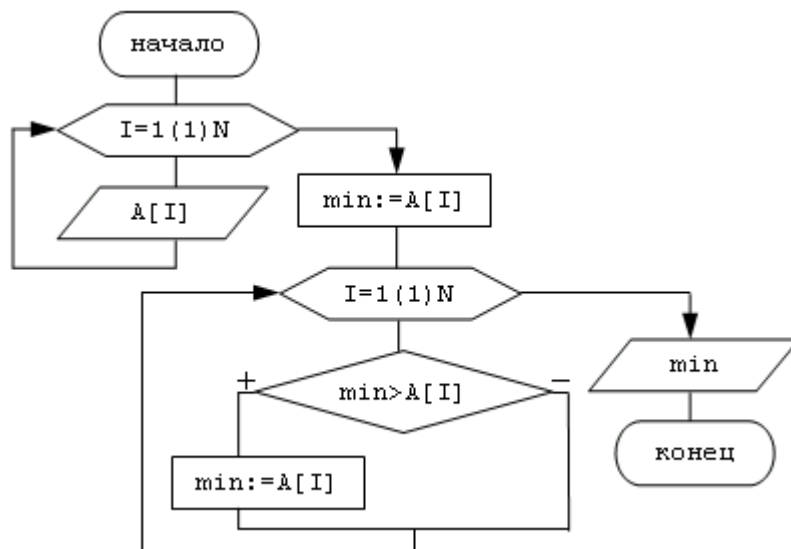 начало
I=1(1)N
A[I]
min:=A[I]
I=1(1)N
min>A[I]
+
−
min:=A[I]
min
конец